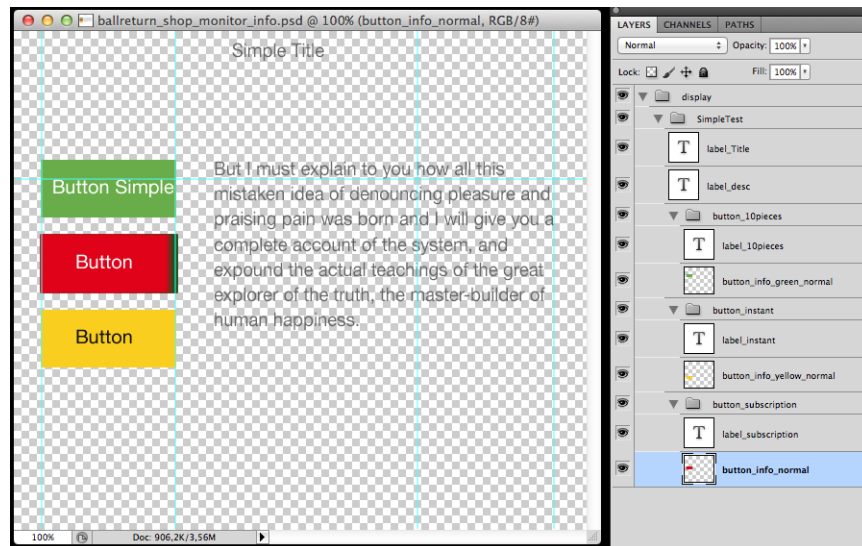 ballreturn_shop_monitor_info.psd @ 100% (button_info_normal, RGB/8#)
Simple Title
Button Simple
Button
Button
But I must explain to you how all this
mistaken idea of denouncing pleasure and
praising pain was born and I will give you a
complete account of the system, and
expound the actual teachings of the great
explorer of the truth, the master-builder of
human happiness.
100%
Doc: 906,2K/3,56M
LAYERS CHANNELS PATHS
Normal Opacity: 100%
Lock: Fill: 100%
display
SimpleTest
T label_Title
T label_desc
button_10pieces
T label_10pieces
button_info_green_normal
button_instant
T label_instant
button_info_yellow_normal
button_subscription
T label_subscription
button_info_normal